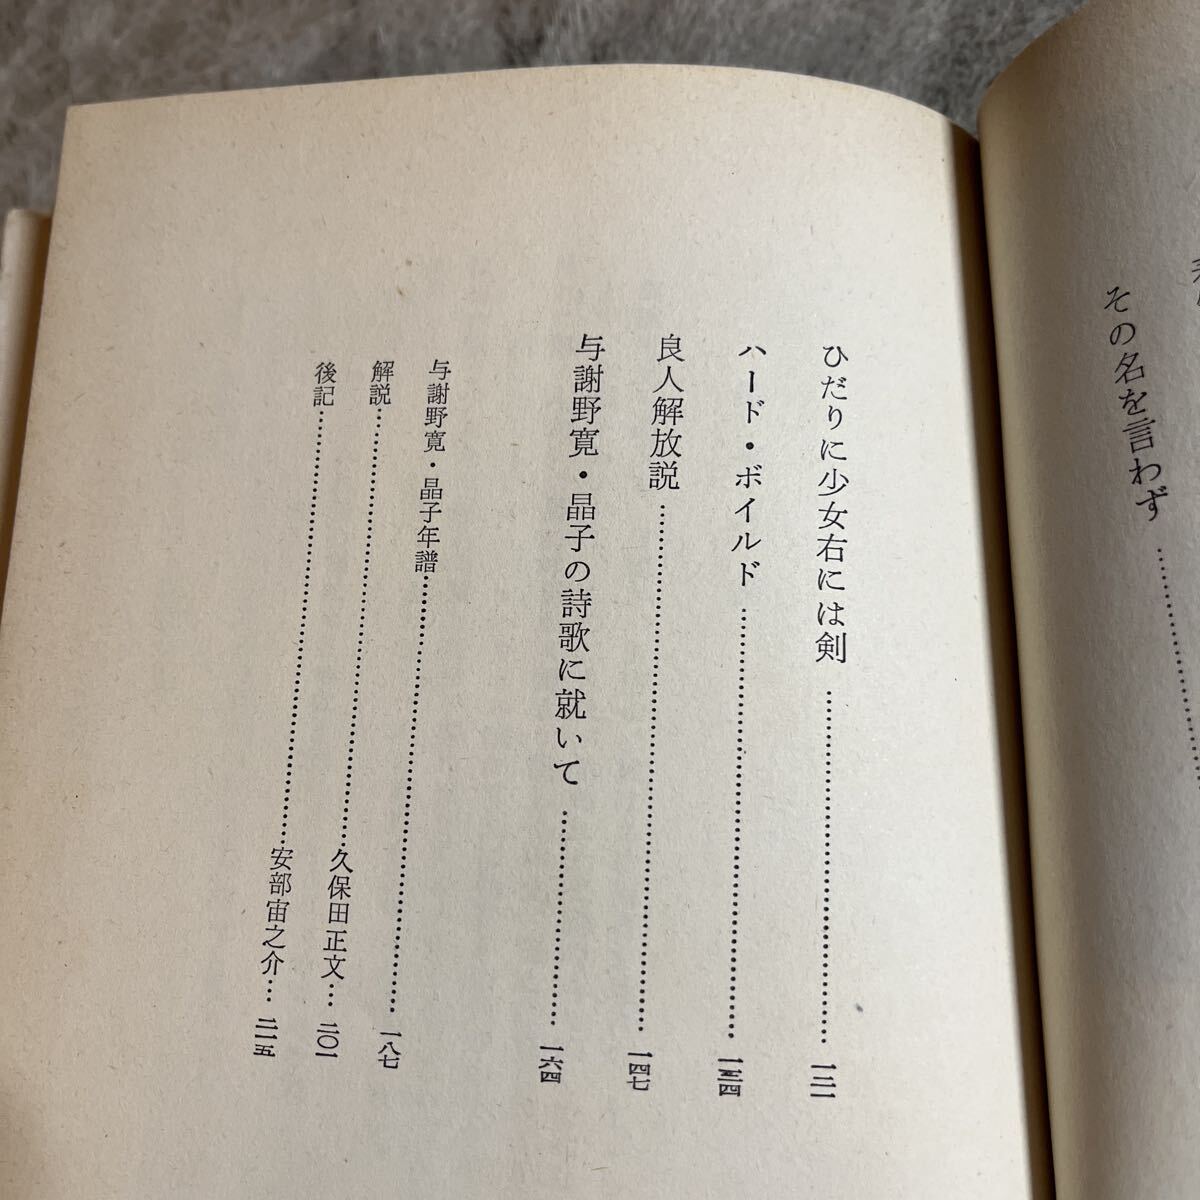 その名を言わず……………
ひだりに少女右には剣……………一二一
ハード・ボイルド……………一三四
良人解放説……………一四七
与謝野寛・晶子の詩歌に就いて……………一六四
与謝野寛・晶子年譜……………一八七
解説……………久保田正文…二〇一
後記……………安部宙之介…二一五